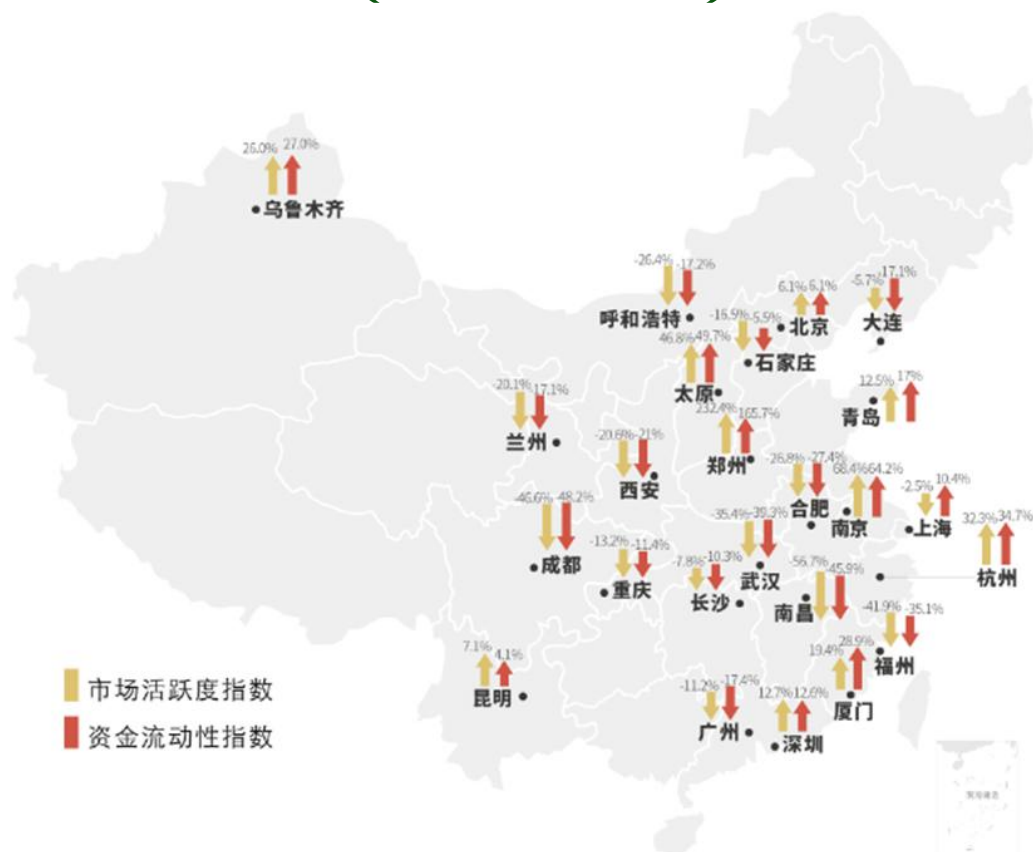 26.0% 27.0%
乌鲁木齐
-26.4% -17.2%
呼和浩特
6.1% 6.1%
北京
-5.7% -17.1%
大连
-16.9% -5.9%
石家庄
46.8% 49.7%
太原
12.5% 17%
青岛
-20.1% -17.1%
兰州
232.4% 165.7%
郑州
-20.6% -21%
西安
-26.8% -27.4%
合肥
68.4% 64.2%
南京
-2.5% 10.4%
上海
32.3% 34.7%
杭州
-46.6% -48.2%
成都
-13.2% -11.4%
重庆
-35.4% -39.3%
武汉
-7.8% -10.3%
长沙
-56.7% -45.9%
南昌
-41.9% -35.1%
福州
7.1% 4.1%
昆明
19.4% 28.9%
厦门
-11.2% -17.4%
广州
12.7% 12.6%
深圳
市场活跃度指数
资金流动性指数